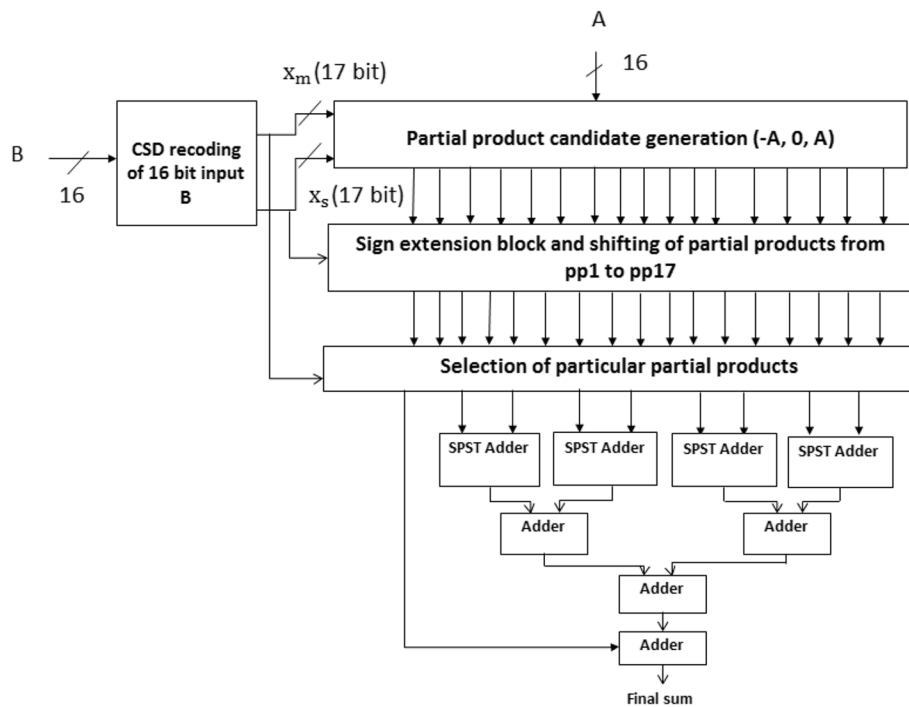 A
16
xm (17 bit)
B
16
CSD recoding
of 16 bit input
B
Partial product candidate generation (-A, 0, A)
xs (17 bit)
Sign extension block and shifting of partial products from
pp1 to pp17
Selection of particular partial products
SPST Adder
SPST Adder
SPST Adder
SPST Adder
Adder
Adder
Adder
Adder
Final sum